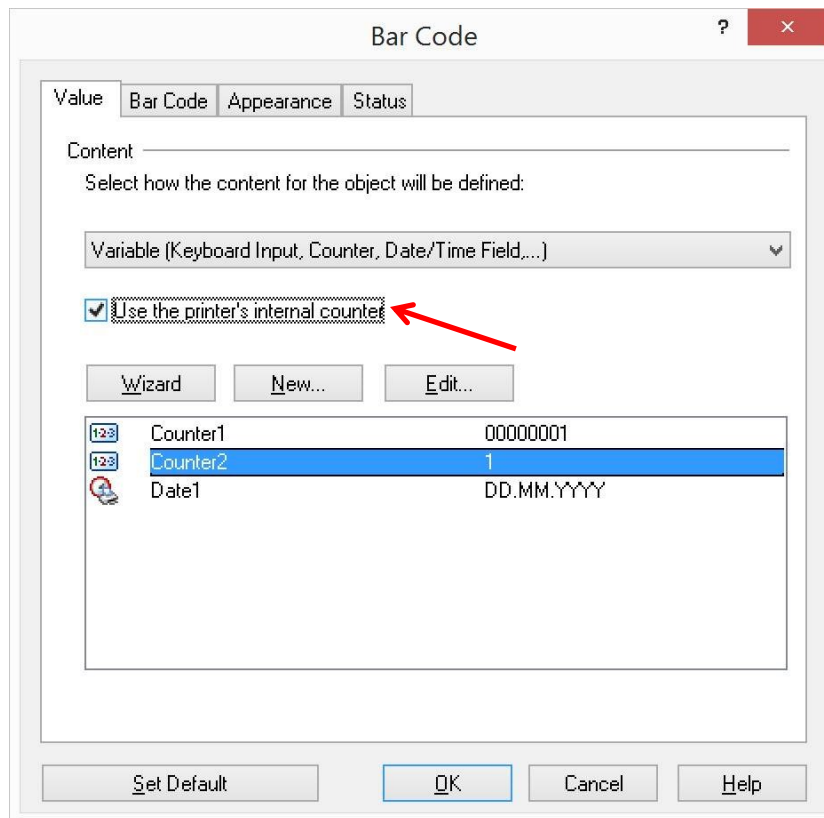 Bar Code ? ×
Value Bar Code Appearance Status
Content
Select how the content for the object will be defined:
Variable (Keyboard Input, Counter, Date/Time Field,...)
Use the printer's internal counter
Wizard New... Edit...
123 Counter1 00000001
123 Counter2 1
Date1 DD.MM.YYYY
Set Default OK Cancel Help